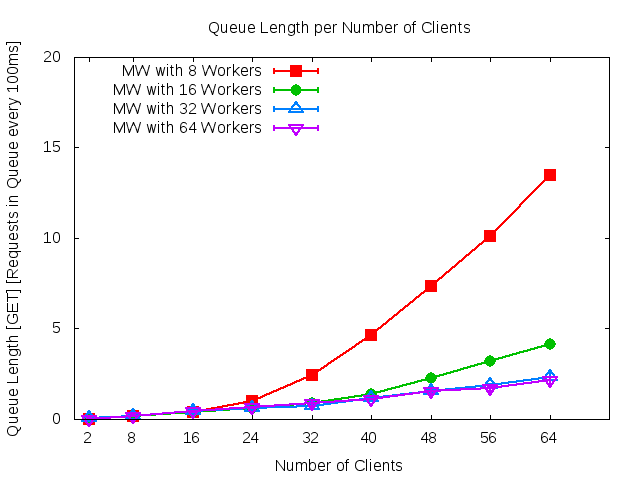 Queue Length per Number of Clients
Queue Length [GET] [Requests in Queue every 100ms]
20
15
10
5
0
MW with 8 Workers
MW with 16 Workers
MW with 32 Workers
MW with 64 Workers
2 8 16 24 32 40 48 56 64
Number of Clients